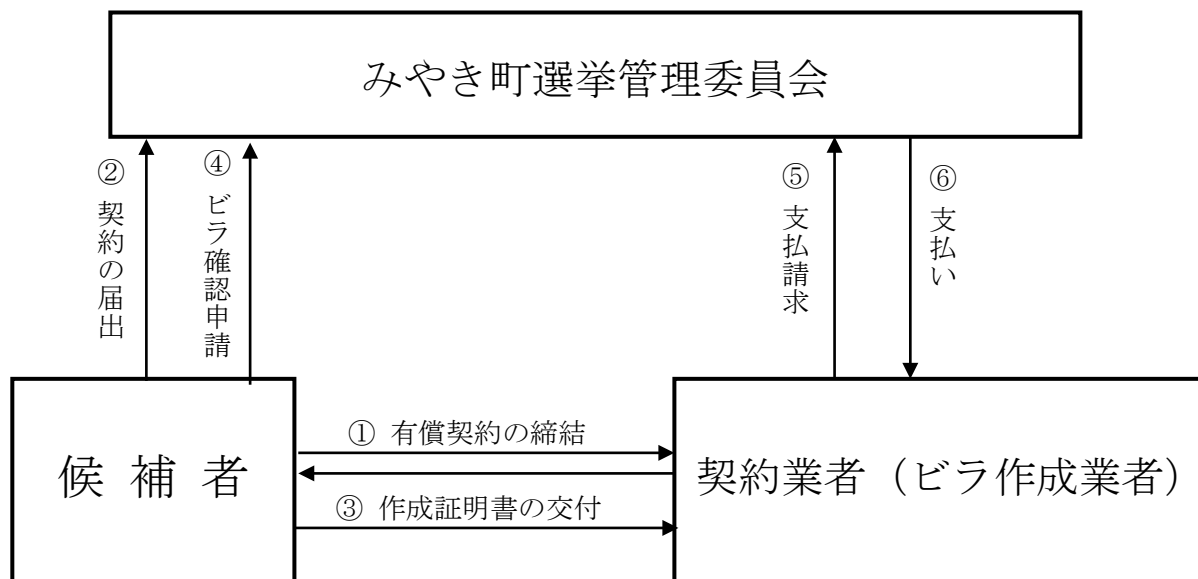 みやき町選挙管理委員会
② 契約の届出
④ ビラ確認申請
⑤ 支払請求
⑥ 支払い
① 有償契約の締結
候 補 者
契約業者（ビラ作成業者）
③ 作成証明書の交付